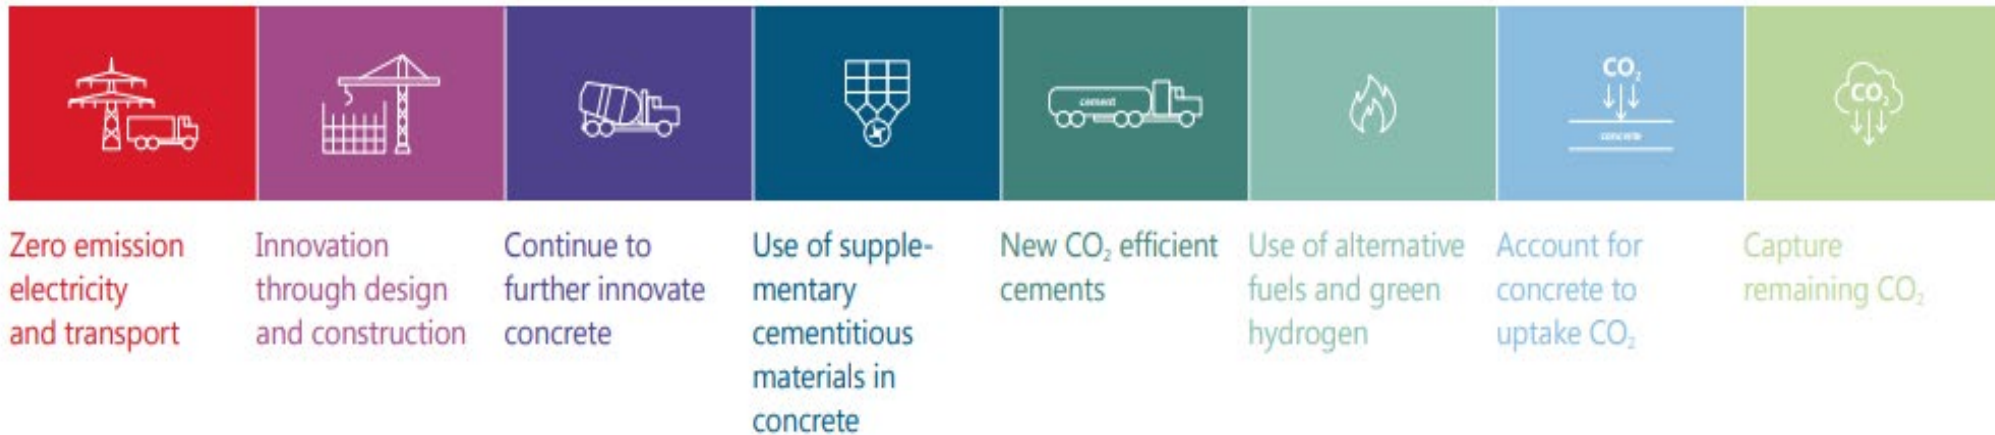 cement
CO₂
concrete
CO₂
Zero emission
electricity
and transport
Innovation
through design
and construction
Continue to
further innovate
concrete
Use of supple-
mentary
cementitious
materials in
concrete
New CO₂ efficient
cements
Use of alternative
fuels and green
hydrogen
Account for
concrete to
uptake CO₂
Capture
remaining CO₂